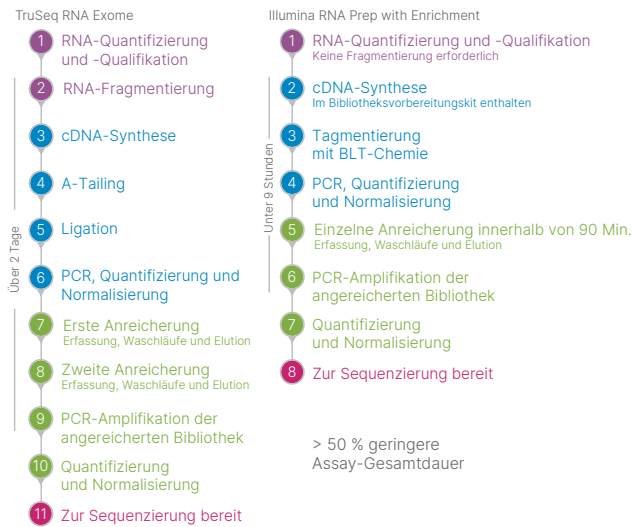 TruSeq RNA Exome
1 RNA-Quantifizierung
und -Qualifikation
2 RNA-Fragmentierung
3 cDNA-Synthese
4 A-Tailing
5 Ligation
6 PCR, Quantifizierung und
Normalisierung
7 Erste Anreicherung
Erfassung, Waschläufe und Elution
8 Zweite Anreicherung
Erfassung, Waschläufe und Elution
9 PCR-Amplifikation der
angereicherten Bibliothek
10 Quantifizierung
und Normalisierung
11 Zur Sequenzierung bereit
Über 2 Tage
Illumina RNA Prep with Enrichment
1 RNA-Quantifizierung und -Qualifikation
Keine Fragmentierung erforderlich
2 cDNA-Synthese
Im Bibliotheksvorbereitungskit enthalten
3 Tagmentierung
mit BLT-Chemie
4 PCR, Quantifizierung
und Normalisierung
5 Einzelne Anreicherung innerhalb von 90 Min.
Erfassung, Waschläufe und Elution
6 PCR-Amplifikation der
angereicherten Bibliothek
7 Quantifizierung
und Normalisierung
8 Zur Sequenzierung bereit
Unter 9 Stunden
> 50 % geringere
Assay-Gesamtdauer